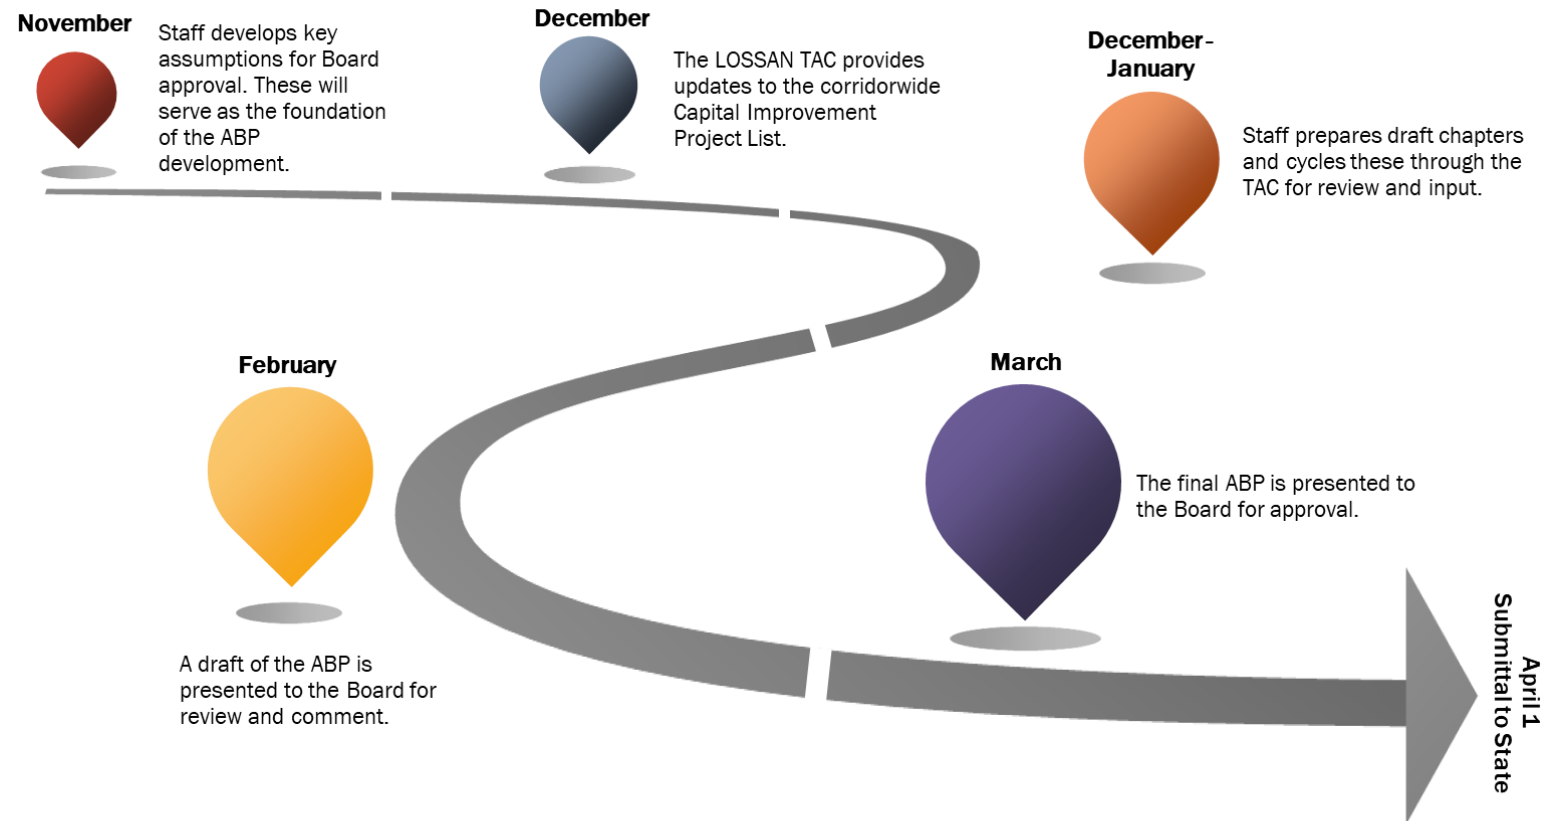 November
Staff develops key
assumptions for Board
approval. These will
serve as the foundation
of the ABP
development.
December
The LOSSAN TAC provides
updates to the corridorwide
Capital Improvement
Project List.
December-
January
Staff prepares draft chapters
and cycles these through the
TAC for review and input.
February
A draft of the ABP is
presented to the Board for
review and comment.
March
The final ABP is presented to
the Board for approval.
April 1
Submittal to State